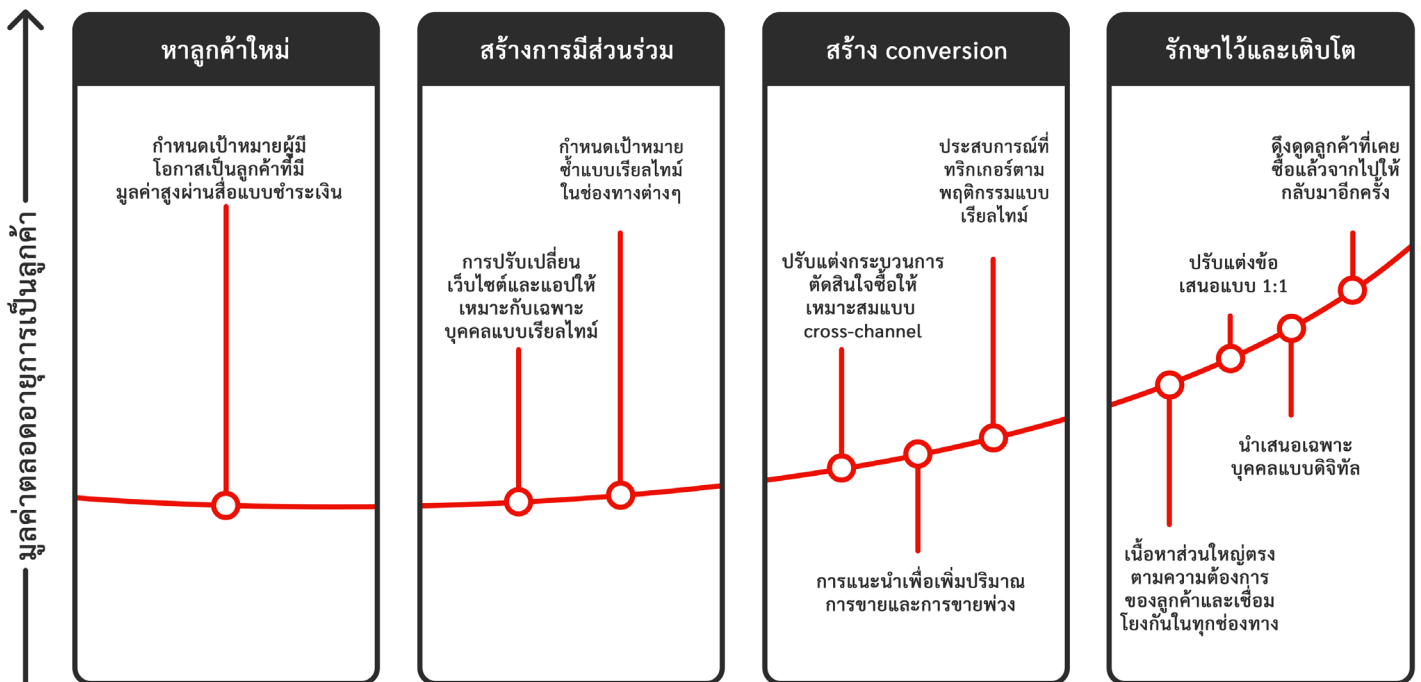 มูลค่าตลอดอายุการเป็นลูกค้า
หาลูกค้าใหม่
กำหนดเป้าหมายผู้มี
โอกาสเป็นลูกค้าที่มี
มูลค่าสูงผ่านสื่อแบบชำระเงิน
สร้างการมีส่วนร่วม
การปรับเปลี่ยน
เว็บไซต์และแอปให้
เหมาะกับเฉพาะ
บุคคลแบบเรียลไทม์
กำหนดเป้าหมาย
ซ้ำแบบเรียลไทม์
ในช่องทางต่างๆ
สร้าง conversion
ปรับแต่งกระบวนการ
ตัดสินใจซื้อให้
เหมาะสมแบบ
cross-channel
การแนะนำเพื่อเพิ่มปริมาณ
การขายและการขายพ่วง
ประสบการณ์ที่
ทริกเกอร์ตาม
พฤติกรรมแบบ
เรียลไทม์
รักษาไว้และเติบโต
เนื้อหาส่วนใหญ่ตรง
ตามความต้องการ
ของลูกค้าและเชื่อม
โยงกันในทุกช่องทาง
ปรับแต่งข้อ
เสนอแบบ 1:1
นำเสนอเฉพาะ
บุคคลแบบดิจิทัล
ดึงดูดลูกค้าที่เคย
ซื้อแล้วจากไปให้
กลับมาอีกครั้ง